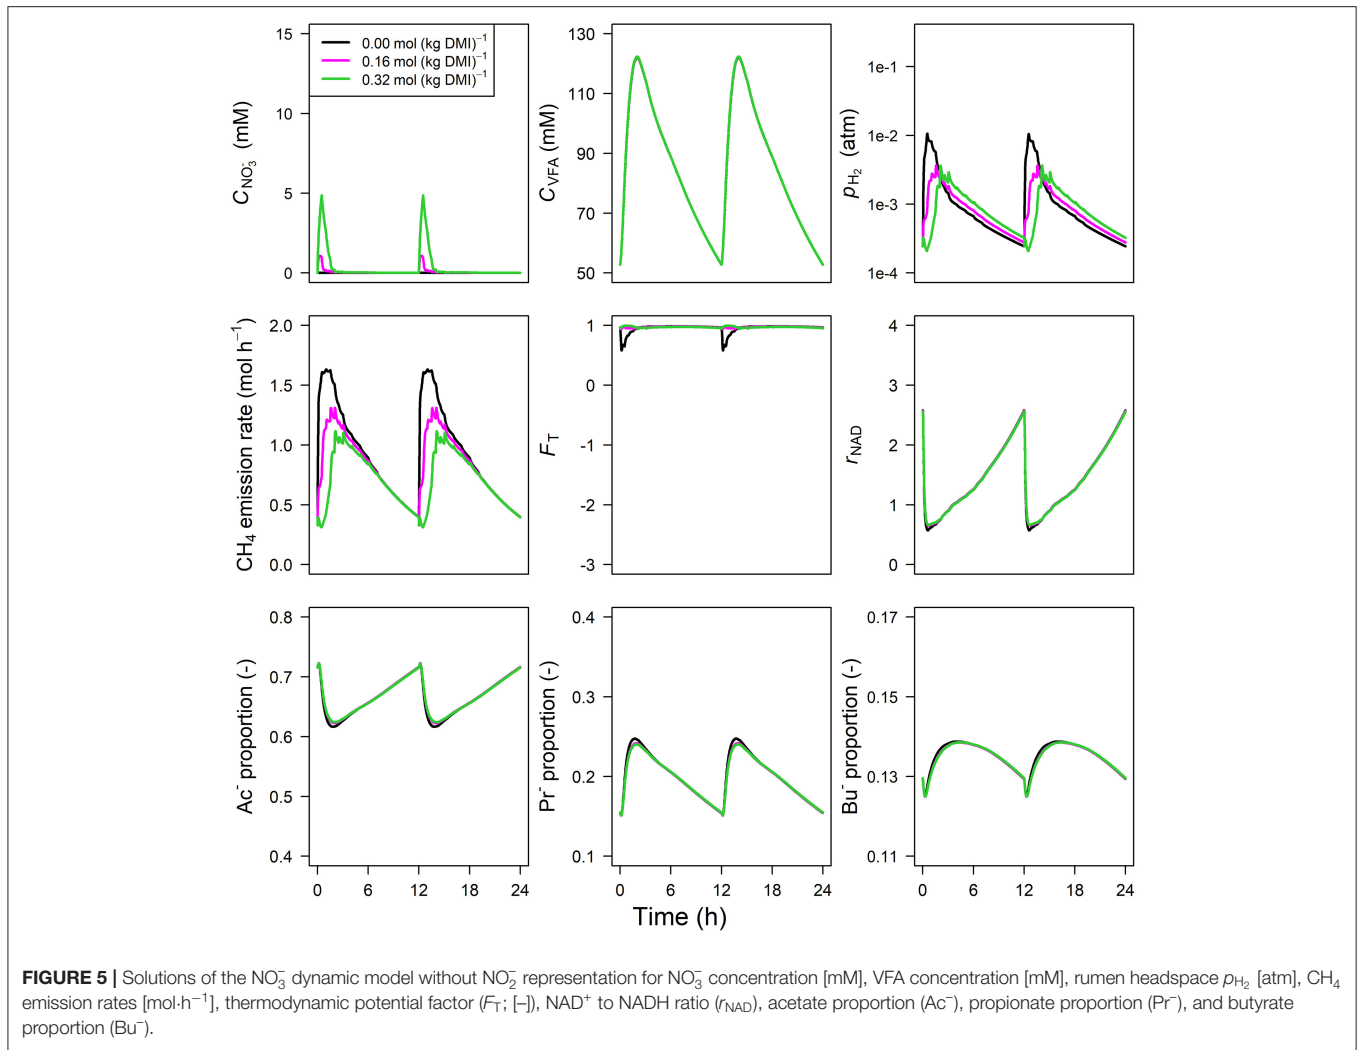 15
10
5
0
C_NO₃⁻ (mM)
0.00 mol (kg DMI)⁻¹
0.16 mol (kg DMI)⁻¹
0.32 mol (kg DMI)⁻¹
130
110
90
70
50
C_VFA (mM)
1e-1
1e-2
1e-3
1e-4
p_H₂ (atm)
2.0
1.5
1.0
0.5
0.0
CH₄ emission rate (mol h⁻¹)
1
0
-1
-2
-3
F_T
4
3
2
1
0
r_NAD
0.8
0.7
0.6
0.5
0.4
Ac⁻ proportion (-)
0.4
0.3
0.2
0.1
Pr⁻ proportion (-)
0.17
0.15
0.13
0.11
Bu⁻ proportion (-)
0 6 12 18 24
0 6 12 18 24
0 6 12 18 24
Time (h)
FIGURE 5 | Solutions of the NO₃⁻ dynamic model without NO₂⁻ representation for NO₃⁻ concentration [mM], VFA concentration [mM], rumen headspace p_H₂ [atm], CH₄
emission rates [mol·h⁻¹], thermodynamic potential factor (F_T; [–]), NAD⁺ to NADH ratio (r_NAD), acetate proportion (Ac⁻), propionate proportion (Pr⁻), and butyrate
proportion (Bu⁻).